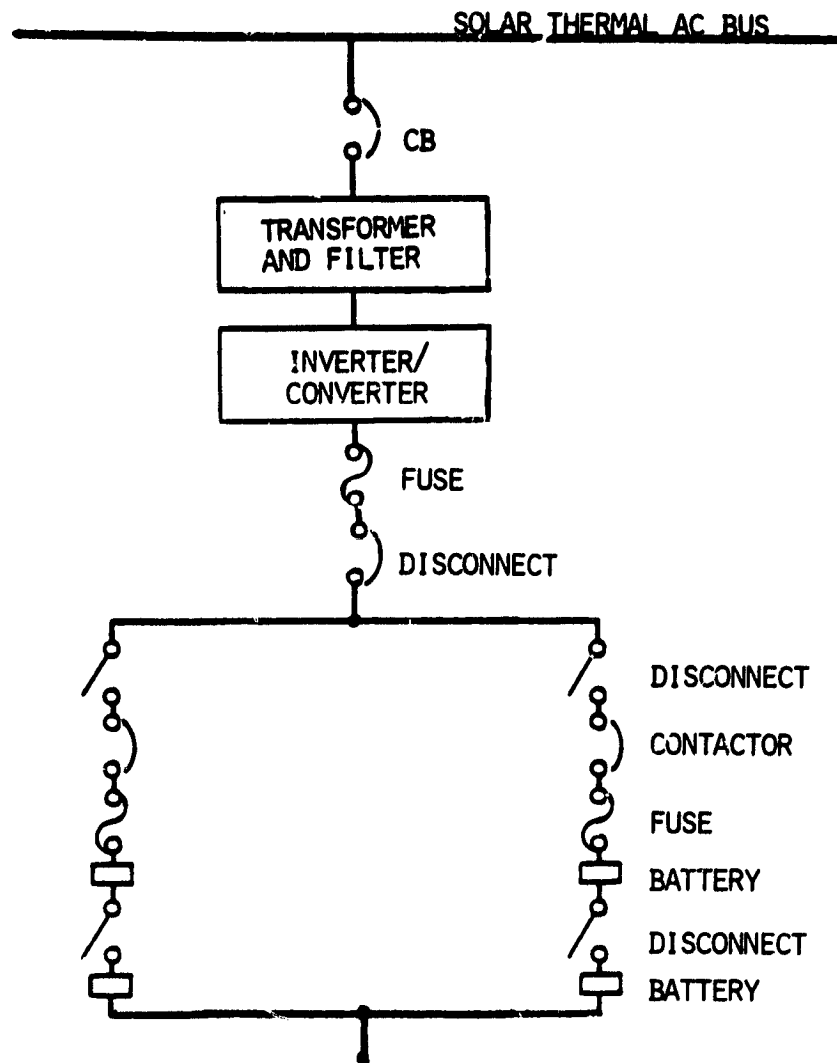 SOLAR THERMAL AC BUS
CB
TRANSFORMER
AND FILTER
INVERTER/
CONVERTER
FUSE
DISCONNECT
DISCONNECT
CONTACTOR
FUSE
BATTERY
DISCONNECT
BATTERY